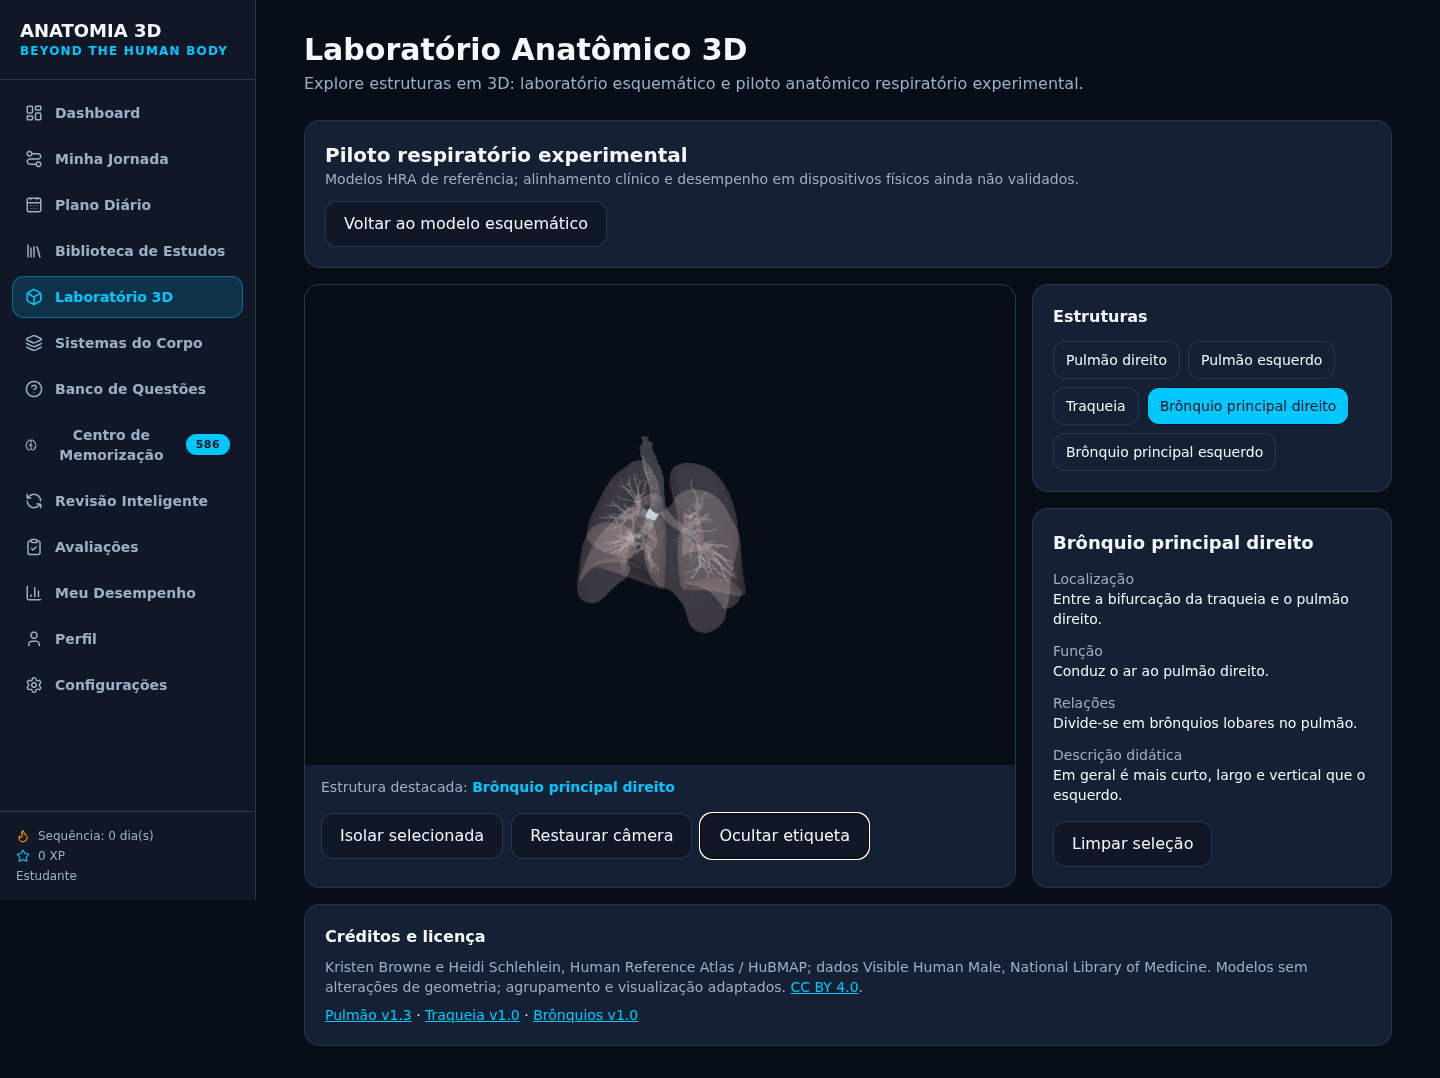 ANATOMIA 3D
BEYOND THE HUMAN BODY
Dashboard
Minha Jornada
Plano Diário
Biblioteca de Estudos
Laboratório 3D
Sistemas do Corpo
Banco de Questões
Centro de
Memorização
586
Revisão Inteligente
Avaliações
Meu Desempenho
Perfil
Configurações
Sequência: 0 dia(s)
0 XP
Estudante
Laboratório Anatômico 3D
Explore estruturas em 3D: laboratório esquemático e piloto anatômico respiratório experimental.
Piloto respiratório experimental
Modelos HRA de referência; alinhamento clínico e desempenho em dispositivos físicos ainda não validados.
Voltar ao modelo esquemático
Estrutura destacada: Brônquio principal direito
Isolar selecionada
Restaurar câmera
Ocultar etiqueta
Estruturas
Pulmão direito
Pulmão esquerdo
Traqueia
Brônquio principal direito
Brônquio principal esquerdo
Brônquio principal direito
Localização
Entre a bifurcação da traqueia e o pulmão
direito.
Função
Conduz o ar ao pulmão direito.
Relações
Divide-se em brônquios lobares no pulmão.
Descrição didática
Em geral é mais curto, largo e vertical que o
esquerdo.
Limpar seleção
Créditos e licença
Kristen Browne e Heidi Schlehlein, Human Reference Atlas / HuBMAP; dados Visible Human Male, National Library of Medicine. Modelos sem
alterações de geometria; agrupamento e visualização adaptados. CC BY 4.0.
Pulmão v1.3 · Traqueia v1.0 · Brônquios v1.0